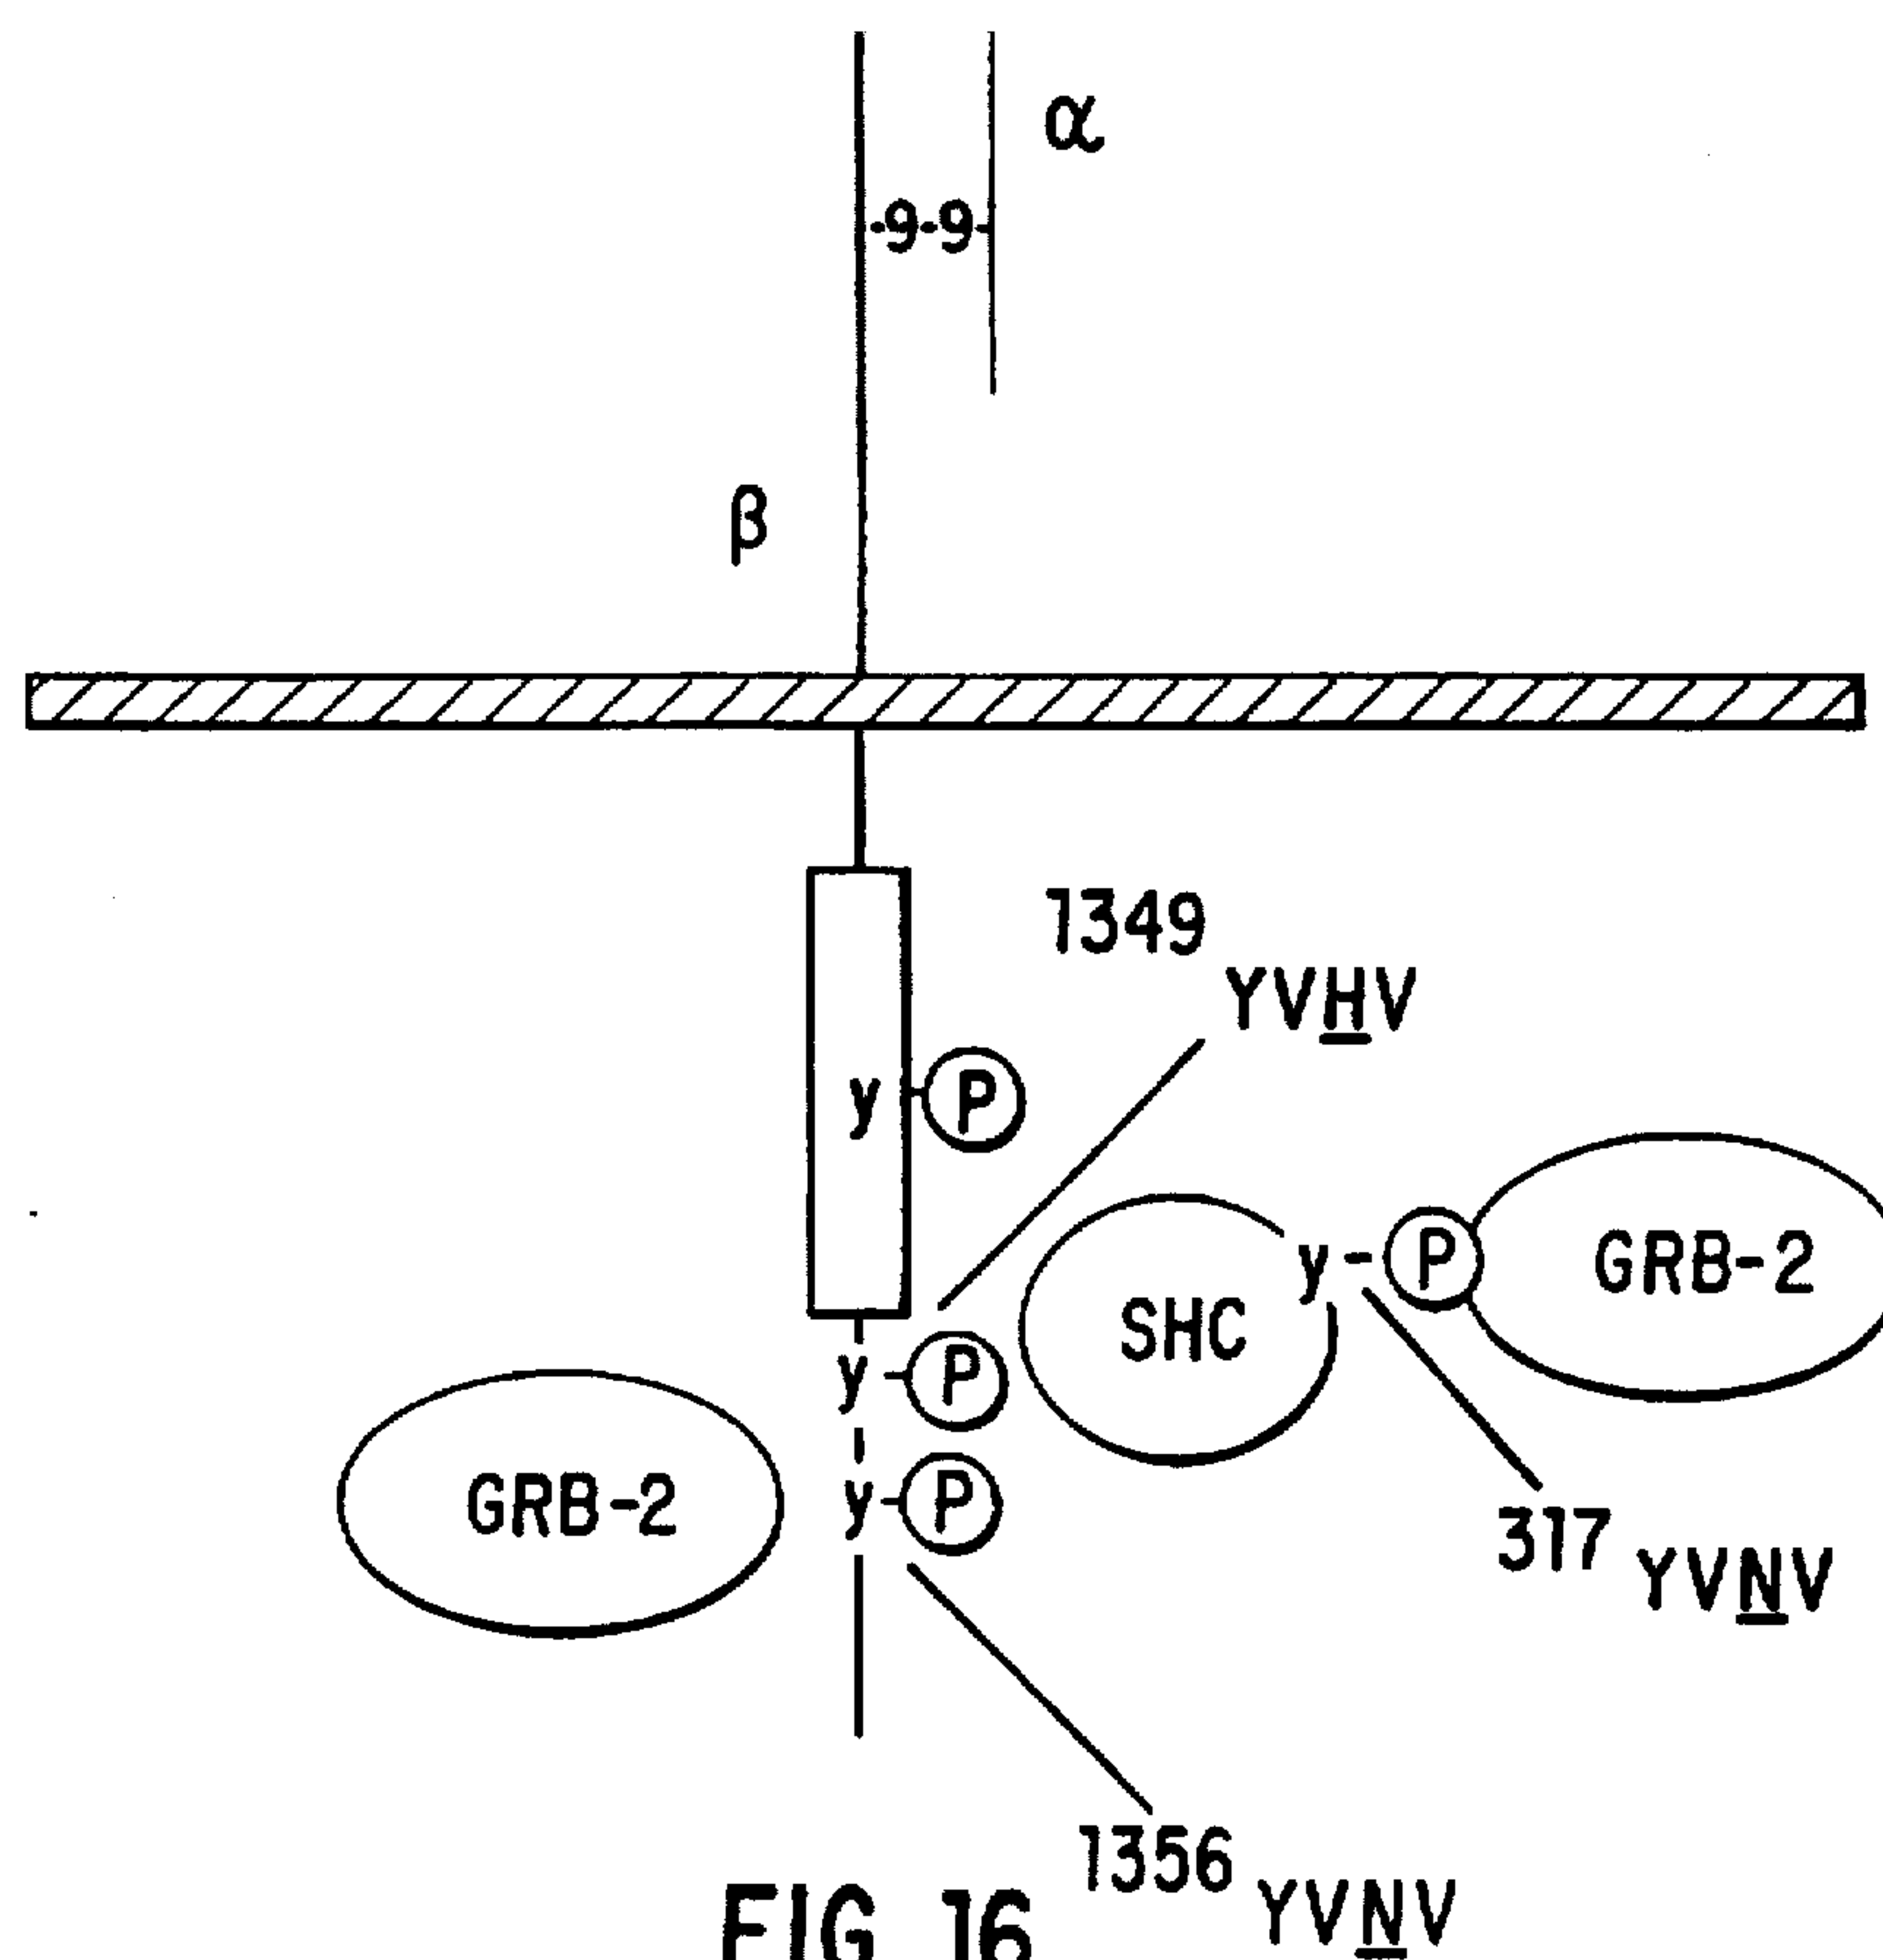 α
-9-9-
β
1349
YVHV
y P
y-P GRB-2
SHC
y-P
GRB-2 y-P
317
YVNV
1356
YVNV
FIG. 16